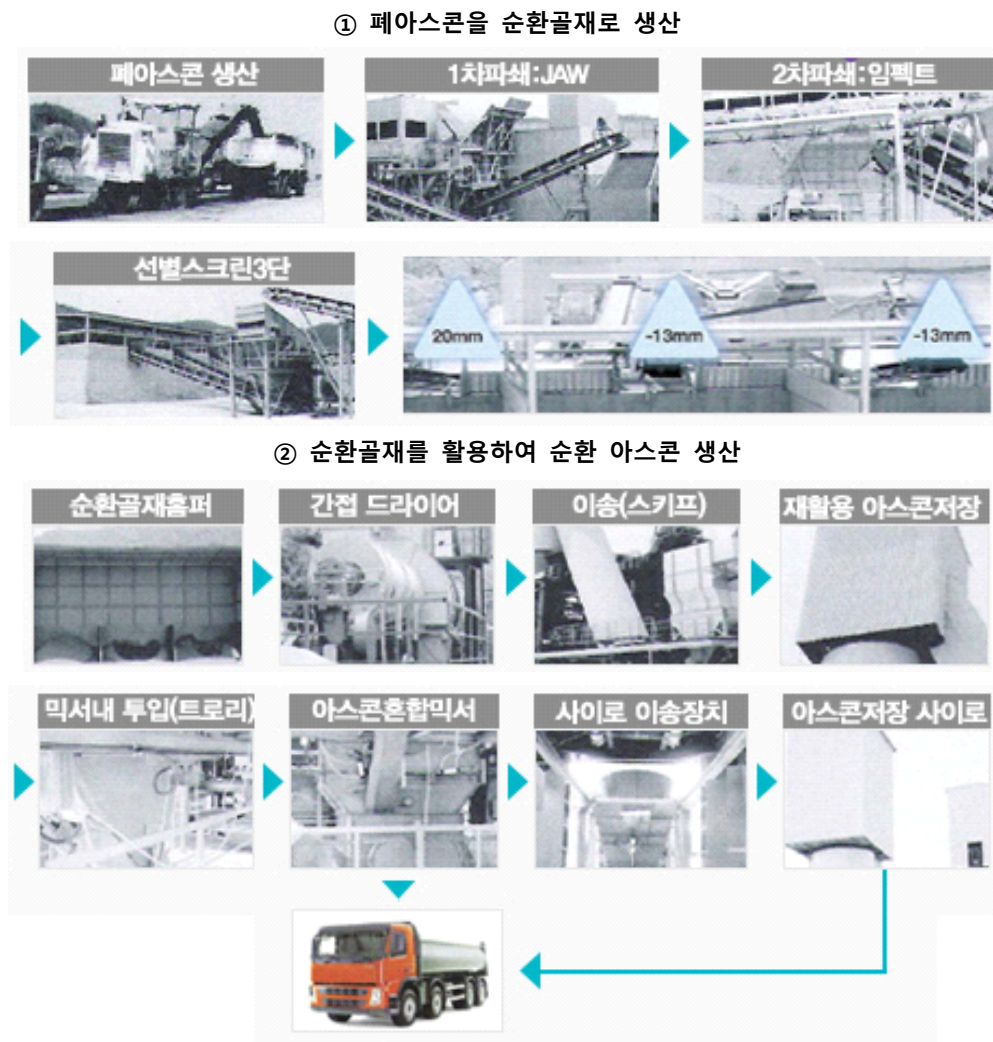 ① 폐아스콘을 순환골재로 생산
폐아스콘 생산
1차파쇄:JAW
2차파쇄:임펙트
선별스크린3단
20mm
-13mm
-13mm
② 순환골재를 활용하여 순환 아스콘 생산
순환골재홉퍼
간접 드라이어
이송(스키프)
재활용 아스콘저장
믹서내 투입(트로리)
아스콘혼합믹서
사이로 이송장치
아스콘저장 사이로